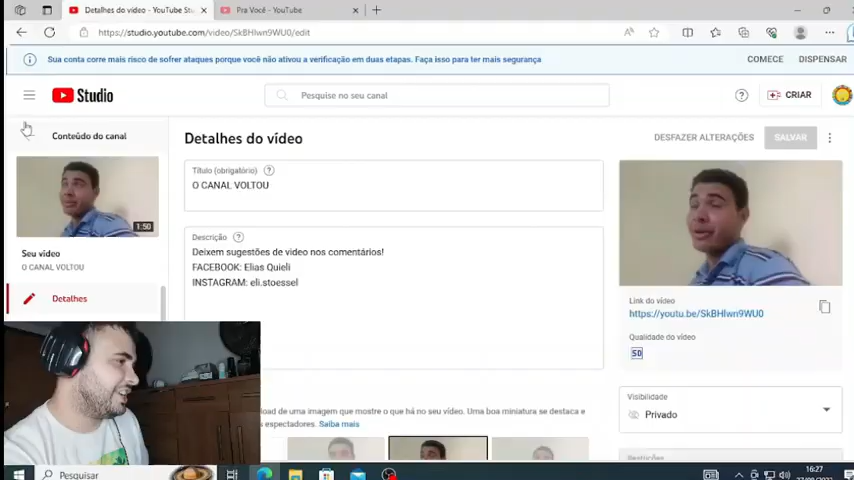 Detalhes do vídeo - YouTube Stu
Pra Você - YouTube
https://studio.youtube.com/video/SkBHlwn9WU0/edit
Sua conta corre mais risco de sofrer ataques porque você não ativou a verificação em duas etapas. Faça isso para ter mais segurança
COMECE
DISPENSAR
Studio
Pesquise no seu canal
CRIAR
Conteúdo do canal
Detalhes do vídeo
DESFAZER ALTERAÇÕES
SALVAR
Título (obrigatório)
O CANAL VOLTOU
1:50
Seu vídeo
O CANAL VOLTOU
Detalhes
Descrição
Deixem sugestões de video nos comentários!
FACEBOOK: Elias Quieli
INSTAGRAM: eli.stoessel
Link do vídeo
https://youtu.be/SkBHlwn9WU0
Qualidade do vídeo
SD
Visibilidade
Privado
load de uma imagem que mostre o que há no seu vídeo. Uma boa miniatura se destaca e
espectadores. Saiba mais
Restrições
Pesquisar
16:27